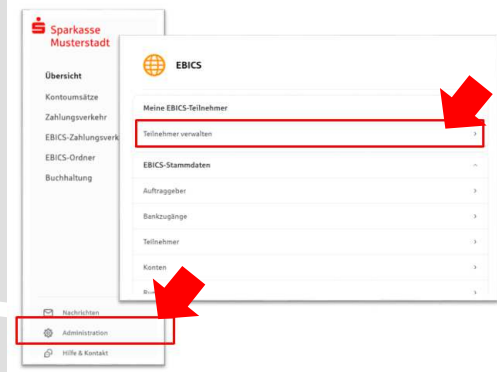 Sparkasse
Musterstadt
Übersicht
Kontoumsätze
Zahlungsverkehr
EBICS-Zahlungsverk
EBICS-Ordner
Buchhaltung
Nachrichten
Administration
Hilfe & Kontakt
EBICS
Meine EBICS-Teilnehmer
Teilnehmer verwalten
EBICS-Stammdaten
Auftraggeber
Bankzugänge
Teilnehmer
Konten